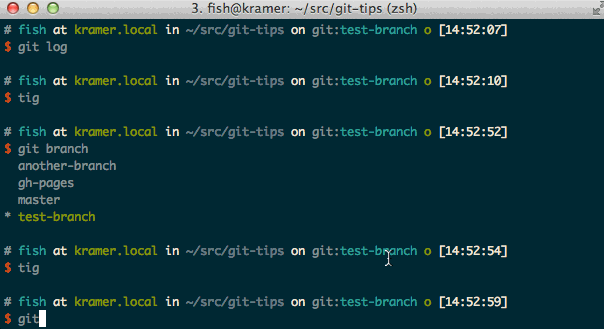 3. fish@kramer: ~/src/git-tips (zsh)
# fish at kramer.local in ~/src/git-tips on git:test-branch o [14:52:07]
$ git log
# fish at kramer.local in ~/src/git-tips on git:test-branch o [14:52:10]
$ tig
# fish at kramer.local in ~/src/git-tips on git:test-branch o [14:52:52]
$ git branch
another-branch
gh-pages
master
* test-branch
# fish at kramer.local in ~/src/git-tips on git:test-branch o [14:52:54]
$ tig
# fish at kramer.local in ~/src/git-tips on git:test-branch o [14:52:59]
$ git